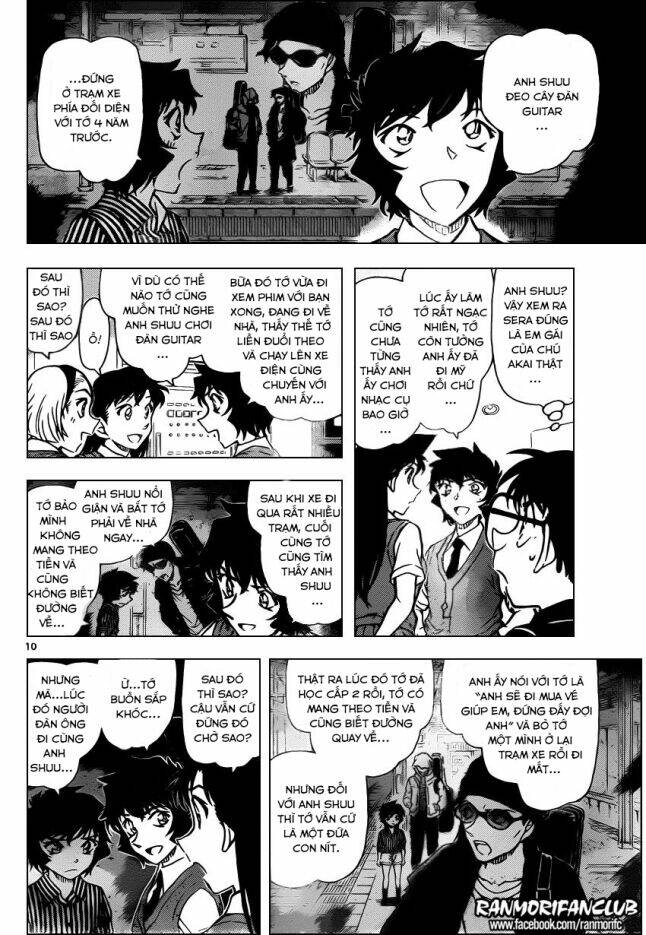 ANH SHUU
ĐEO CÂY ĐÀN
GUITAR
...
...ĐỨNG
Ở TRẠM XE
PHÍA ĐỐI DIỆN
VỚI TỚ 4 NĂM
TRƯỚC.
ANH SHUU?
VẬY XEM RA
SERA ĐÚNG
LÀ EM GÁI
CỦA CHÚ
AKAI THẬT
LÚC ẤY LÀM
TỚ RẤT NGẠC
NHIÊN, TỚ
CÒN TƯỞNG
ANH ẤY ĐÃ
ĐI MỸ
RỒI CHỨ
...
TỚ
CŨNG
CHƯA
TỪNG
THẤY ANH
ẤY CHƠI
NHẠC CỤ
BAO GIỜ
...
BỮA ĐÓ TỚ VỪA ĐI
XEM PHIM VỚI BẠN
XONG, ĐANG ĐI VỀ
NHÀ, THẤY THẾ TỚ
LIỀN ĐUỔI THEO
VÀ CHẠY LÊN XE
ĐIỆN CÙNG
CHUYẾN VỚI
ANH ẤY...
VÌ DÙ CÓ THẾ
NÀO TỚ CŨNG
MUỐN THỬ NGHE
ANH SHUU CHƠI
ĐÀN GUITAR ...
Ồ!
SAU
ĐÓ THÌ
SAO?
SAU ĐÓ
THÌ SAO
SAU KHI XE ĐI
QUA RẤT NHIỀU
TRẠM, CUỐI
CÙNG TỚ
CŨNG TÌM
THẤY ANH
SHUU
...
ANH SHUU NỔI
GIẬN VÀ BẮT TỚ
PHẢI VỀ NHÀ
NGAY...
TỚ BẢO
MÌNH
KHÔNG
MANG THEO
TIỀN VÀ
CŨNG
KHÔNG BIẾT
ĐƯỜNG
VỀ...
10
ANH ẤY NÓI VỚI TỚ LÀ
"ANH SẼ ĐI MUA VÉ
GIÚP EM, ĐỨNG ĐẤY ĐỢI
ANH" VÀ BỎ TỚ
MỘT MÌNH Ở LẠI
TRẠM XE RỒI ĐI
MẤT...
THẬT RA LÚC ĐÓ TỚ ĐÃ
HỌC CẤP 2 RỒI, TỚ CÓ
MANG THEO TIỀN VÀ
CŨNG BIẾT ĐƯỜNG
QUAY VỀ...
NHƯNG ĐỐI
VỚI ANH SHUU
THÌ TỚ VẪN CỨ
LÀ MỘT ĐỨA
CON NÍT.
SAU ĐÓ
THÌ SAO?
CẬU VẪN CỨ
ĐỨNG ĐÓ
CHỜ SAO?
Ừ...TỚ
BUỒN SẮP
KHÓC...
NHƯNG
MÀ...LÚC ĐÓ
NGƯỜI ĐÀN
ÔNG ĐI
CÙNG ANH
SHUU...
RANMORIFANCLUB
www.facebook.com/ranmorifc